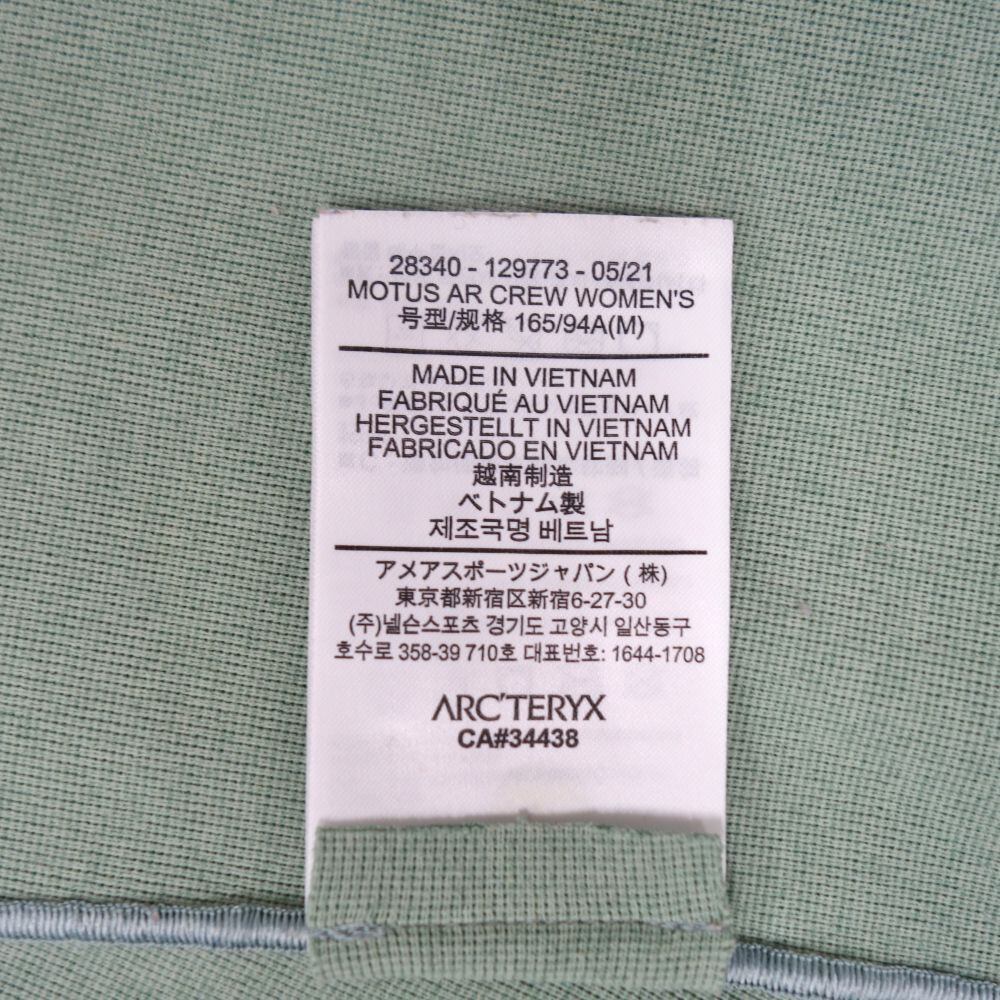 28340 - 129773 - 05/21
MOTUS AR CREW WOMEN'S
号型/规格 165/94A(M)
MADE IN VIETNAM
FABRIQUÉ AU VIETNAM
HERGESTELLT IN VIETNAM
FABRICADO EN VIETNAM
越南制造
ベトナム製
제조국명 베트남
アメアスポーツジャパン ( 株)
東京都新宿区新宿6-27-30
(주)넬슨스포츠 경기도 고양시 일산동구
호수로 358-39 710호 대표번호: 1644-1708
ARC'TERYX
CA#34438